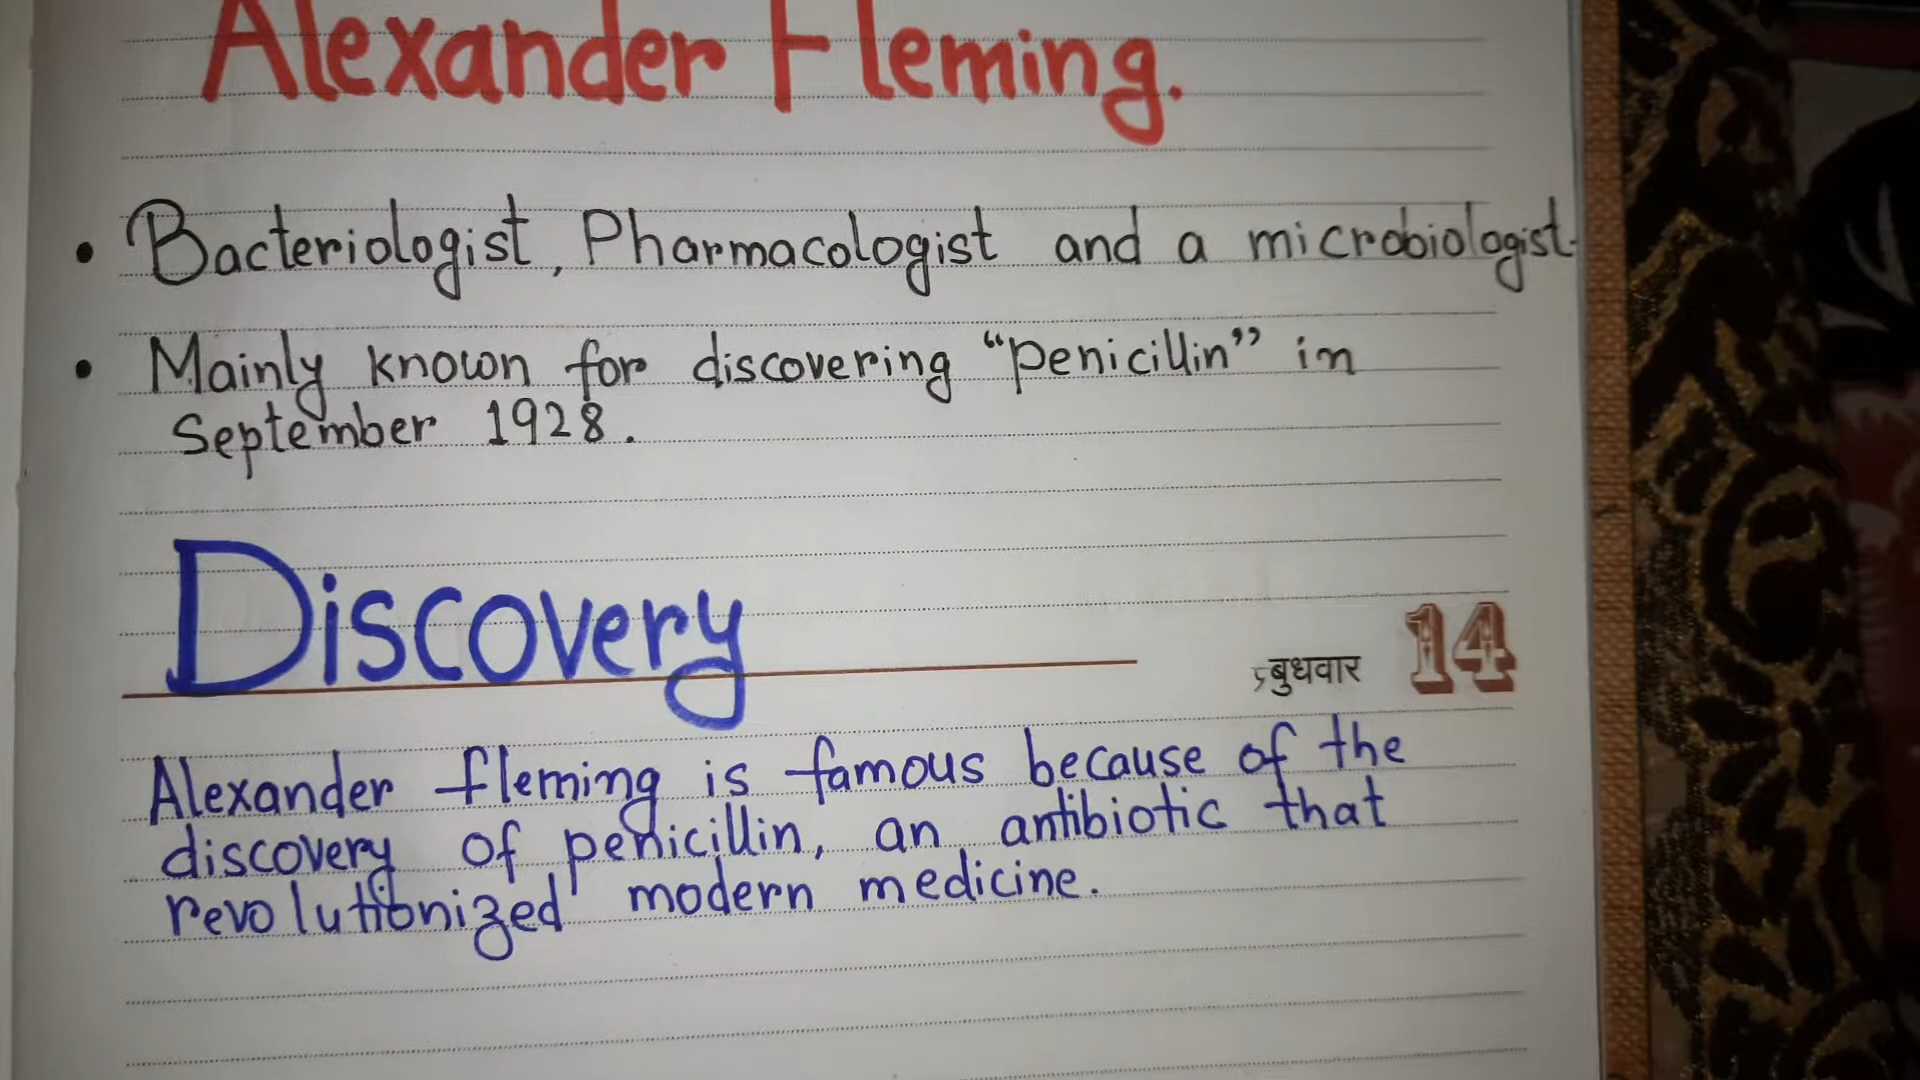 Alexander Fleming.
• Bacteriologist, Pharmacologist and a microbiologist.
• Mainly known for discovering “penicillin” in
September 1928.
Discovery
बुधवार 14
Alexander fleming is famous because of the
discovery of penicillin, an antibiotic that
revolutionized modern medicine.